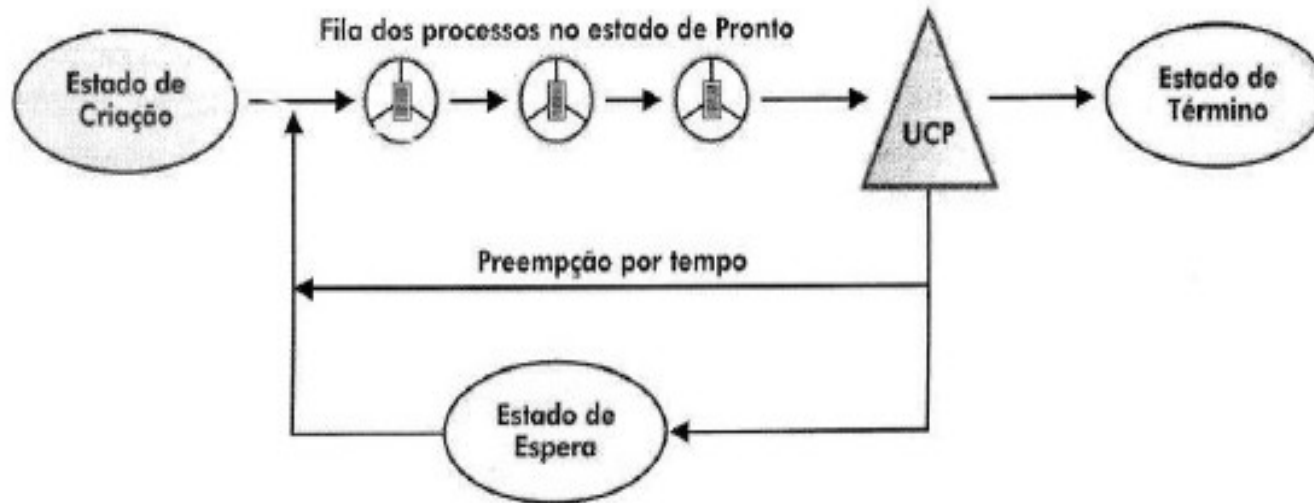 Fila dos processos no estado de Pronto
Estado de
Criação
UCP
Estado de
Término
Preempção por tempo
Estado de
Espera